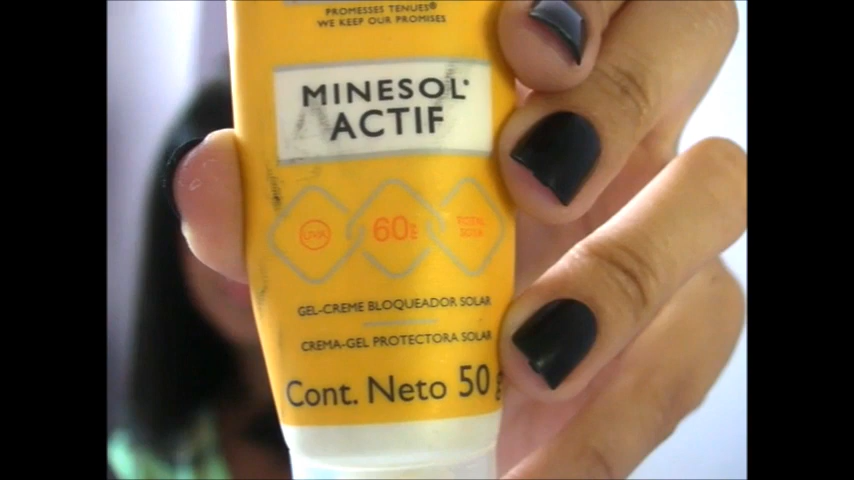 PROMESSES TENUES®
WE KEEP OUR PROMISES
MINESOL®
ACTIF
UVA
60
GEL-CREME BLOQUEADOR SOLAR
CREMA-GEL PROTECTORA SOLAR
Cont. Neto 50